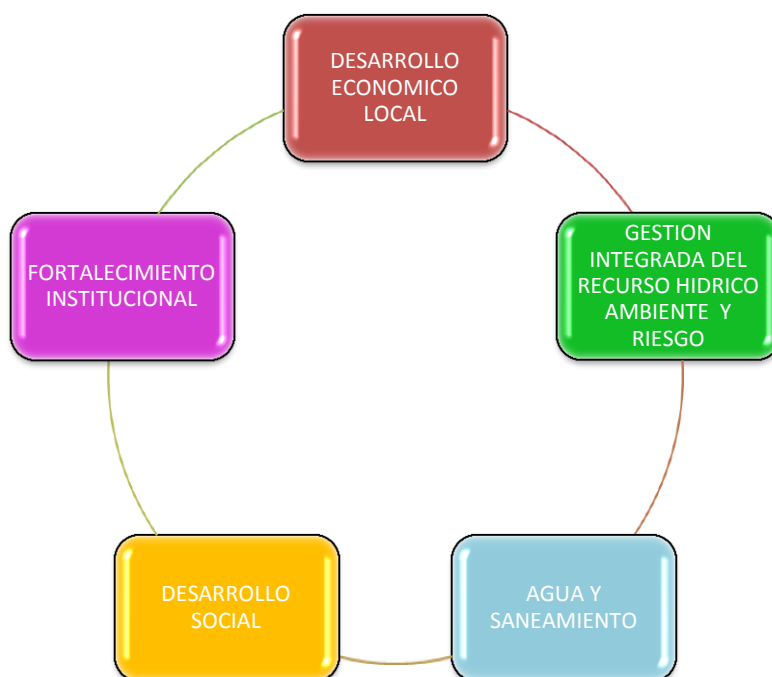 DESARROLLO
ECONOMICO
LOCAL
GESTION
INTEGRADA DEL
RECURSO HIDRICO
AMBIENTE Y
RIESGO
AGUA Y
SANEAMIENTO
DESARROLLO
SOCIAL
FORTALECIMIENTO
INSTITUCIONAL